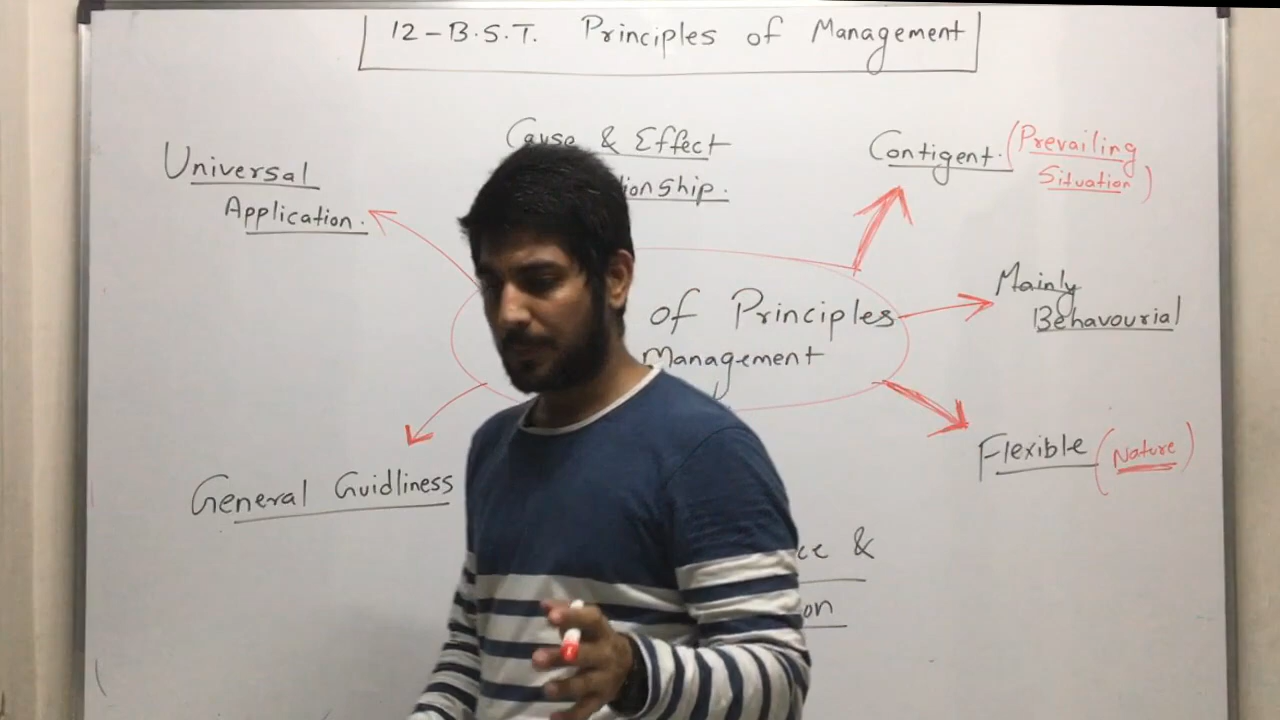 12-B.S.T. Principles of Management
Cause & Effect
Universal
Application.
Contigent. (Prevailing
Situation)
of Principles
Management
Mainly
Behavourial
Flexible (Nature)
General Guidliness
&